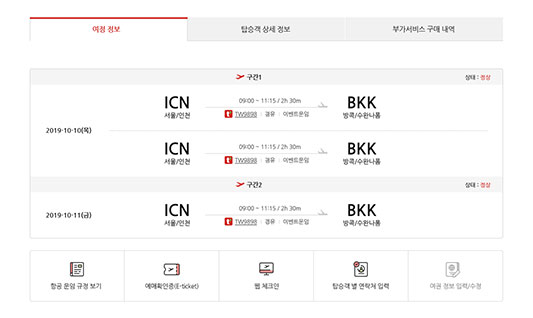 여정 정보
탑승객 상세 정보
부가서비스 구매 내역
구간1
상태 : 정상
2019-10-10(목)
ICN 09:00 ~ 11:15 / 2h 30m BKK
서울/인천 TW9898 경유 이벤트운임 방콕/수완나품
ICN 09:00 ~ 11:15 / 2h 30m BKK
서울/인천 TW9898 경유 이벤트운임 방콕/수완나품
구간2
상태 : 정상
2019-10-11(금)
ICN 09:00 ~ 11:15 / 2h 30m BKK
서울/인천 TW9898 경유 이벤트운임 방콕/수완나품
항공 운임 규정 보기
예매확인증(E-ticket)
웹 체크인
탑승객 별 연락처 입력
여권 정보 입력/수정